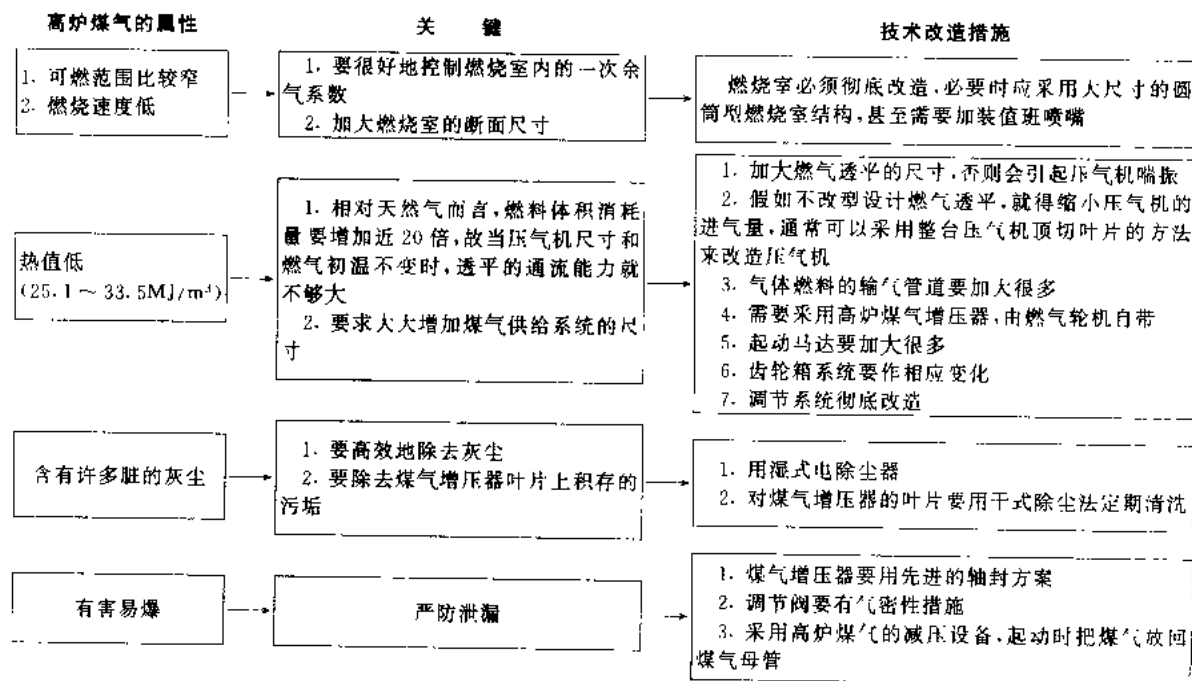 高炉煤气的属性
关 键
技术改造措施
1. 可燃范围比较窄
2. 燃烧速度低
1. 要很好地控制燃烧室内的一次余
气系数
2. 加大燃烧室的断面尺寸
燃烧室必须彻底改造,必要时应采用大尺寸的圆
筒型燃烧室结构,甚至需要加装值班喷嘴
热值低
(25.1～33.5MJ/m³)
1. 相对天然气而言,燃料体积消耗
量要增加近20倍,故当压气机尺寸和
燃气初温不变时,透平的通流能力就
不够大
2. 要求大大增加煤气供给系统的尺
寸
1. 加大燃气透平的尺寸,否则会引起压气机喘振
2. 假如不改型设计燃气透平,就得缩小压气机的
进气量,通常可以采用整台压气机顶切叶片的方法
来改造压气机
3. 气体燃料的输气管道要加大很多
4. 需要采用高炉煤气增压器,由燃气轮机自带
5. 起动马达要加大很多
6. 齿轮箱系统要作相应变化
7. 调节系统彻底改造
含有许多脏的灰尘
1. 要高效地除去灰尘
2. 要除去煤气增压器叶片上积存的
污垢
1. 用湿式电除尘器
2. 对煤气增压器的叶片要用干式除尘法定期清洗
有害易爆
严防泄漏
1. 煤气增压器要用先进的轴封方案
2. 调节阀要有气密性措施
3. 采用高炉煤气的减压设备,起动时把煤气放回
煤气母管